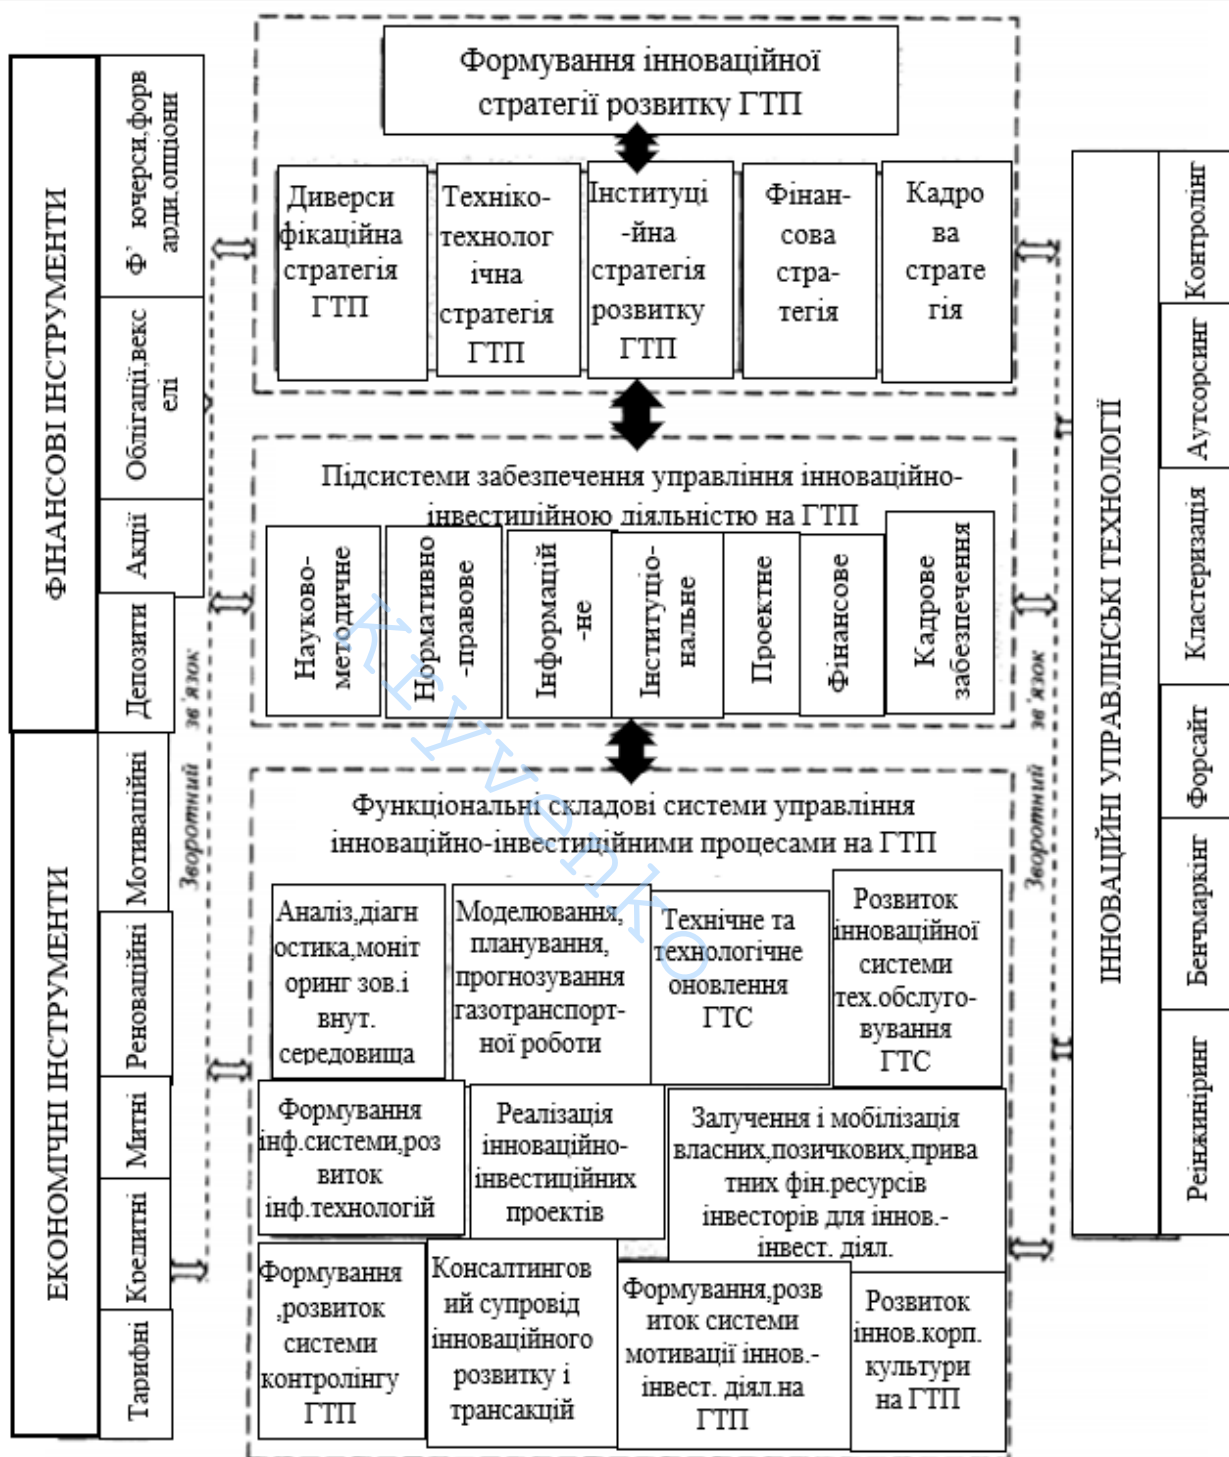 Формування інноваційної
стратегії розвитку ГТП
Диверси
фікаційна
стратегія
ГТП
Техніко-
технолог
ічна
стратегія
ГТП
Інституці
-йна
стратегія
розвитку
ГТП
Фінан-
сова
стра-
тегія
Кадро
ва
страте
гія
ФІНАНСОВІ ІНСТРУМЕНТИ
Ф’ ючерси,форв
арди.опціони
Облігації,векс
елі
Акції
Депозити
ЕКОНОМІЧНІ ІНСТРУМЕНТИ
Мотиваційні
Реноваційні
Митні
Кредитні
Тарифні
Зворотний зв'язок
Підсистеми забезпечення управління інноваційно-
інвестиційною діяльністю на ГТП
Науково-
методичне
Нормативно
-правове
Інформацій
-не
Інституціо-
нальне
Проектне
Фінансове
Кадрове
забезпечення
Функціональні складові системи управління
інноваційно-інвестиційними процесами на ГТП
Аналіз,діагн
остика,моніт
оринг зов.і
внут.
середовища
Моделювання,
планування,
прогнозування
газотранспорт-
ної роботи
Технічне та
технологічне
оновлення
ГТС
Розвиток
інноваційної
системи
тех.обслуго-
вування
ГТС
Формування
інф.системи,роз
виток
інф.технологій
Реалізація
інноваційно-
інвестиційних
проектів
Залучення і мобілізація
власних,позичкових,прива
тних фін.ресурсів
інвесторів для іннов.-
інвест. діял.
Формування
,розвиток
системи
контролінгу
ГТП
Консалтингов
ий супровід
інноваційного
розвитку і
трансакцій
Формування,розв
иток системи
мотивації іннов.-
інвест. діял.на
ГТП
Розвиток
іннов.корп.
культури
на ГТП
Зворотний зв'язок
ІННОВАЦІЙНІ УПРАВЛІНСЬКІ ТЕХНОЛОГІЇ
Контролінг
Аутсорсинг
Кластеризація
Форсайт
Бенчмаркінг
Реінжиніринг
kryvenko